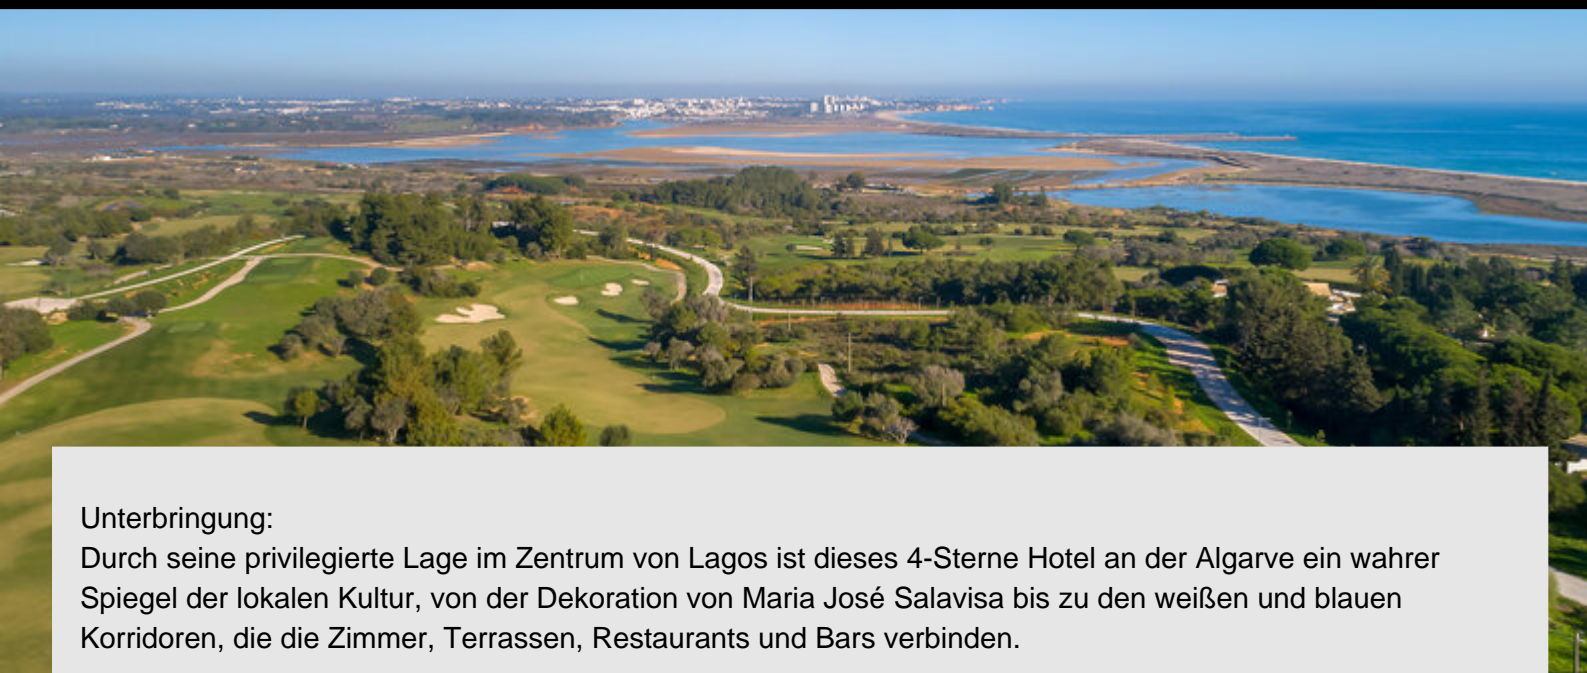 Unterbringung:
Durch seine privilegierte Lage im Zentrum von Lagos ist dieses 4-Sterne Hotel an der Algarve ein wahrer
Spiegel der lokalen Kultur, von der Dekoration von Maria José Salavisa bis zu den weißen und blauen
Korridoren, die die Zimmer, Terrassen, Restaurants und Bars verbinden.